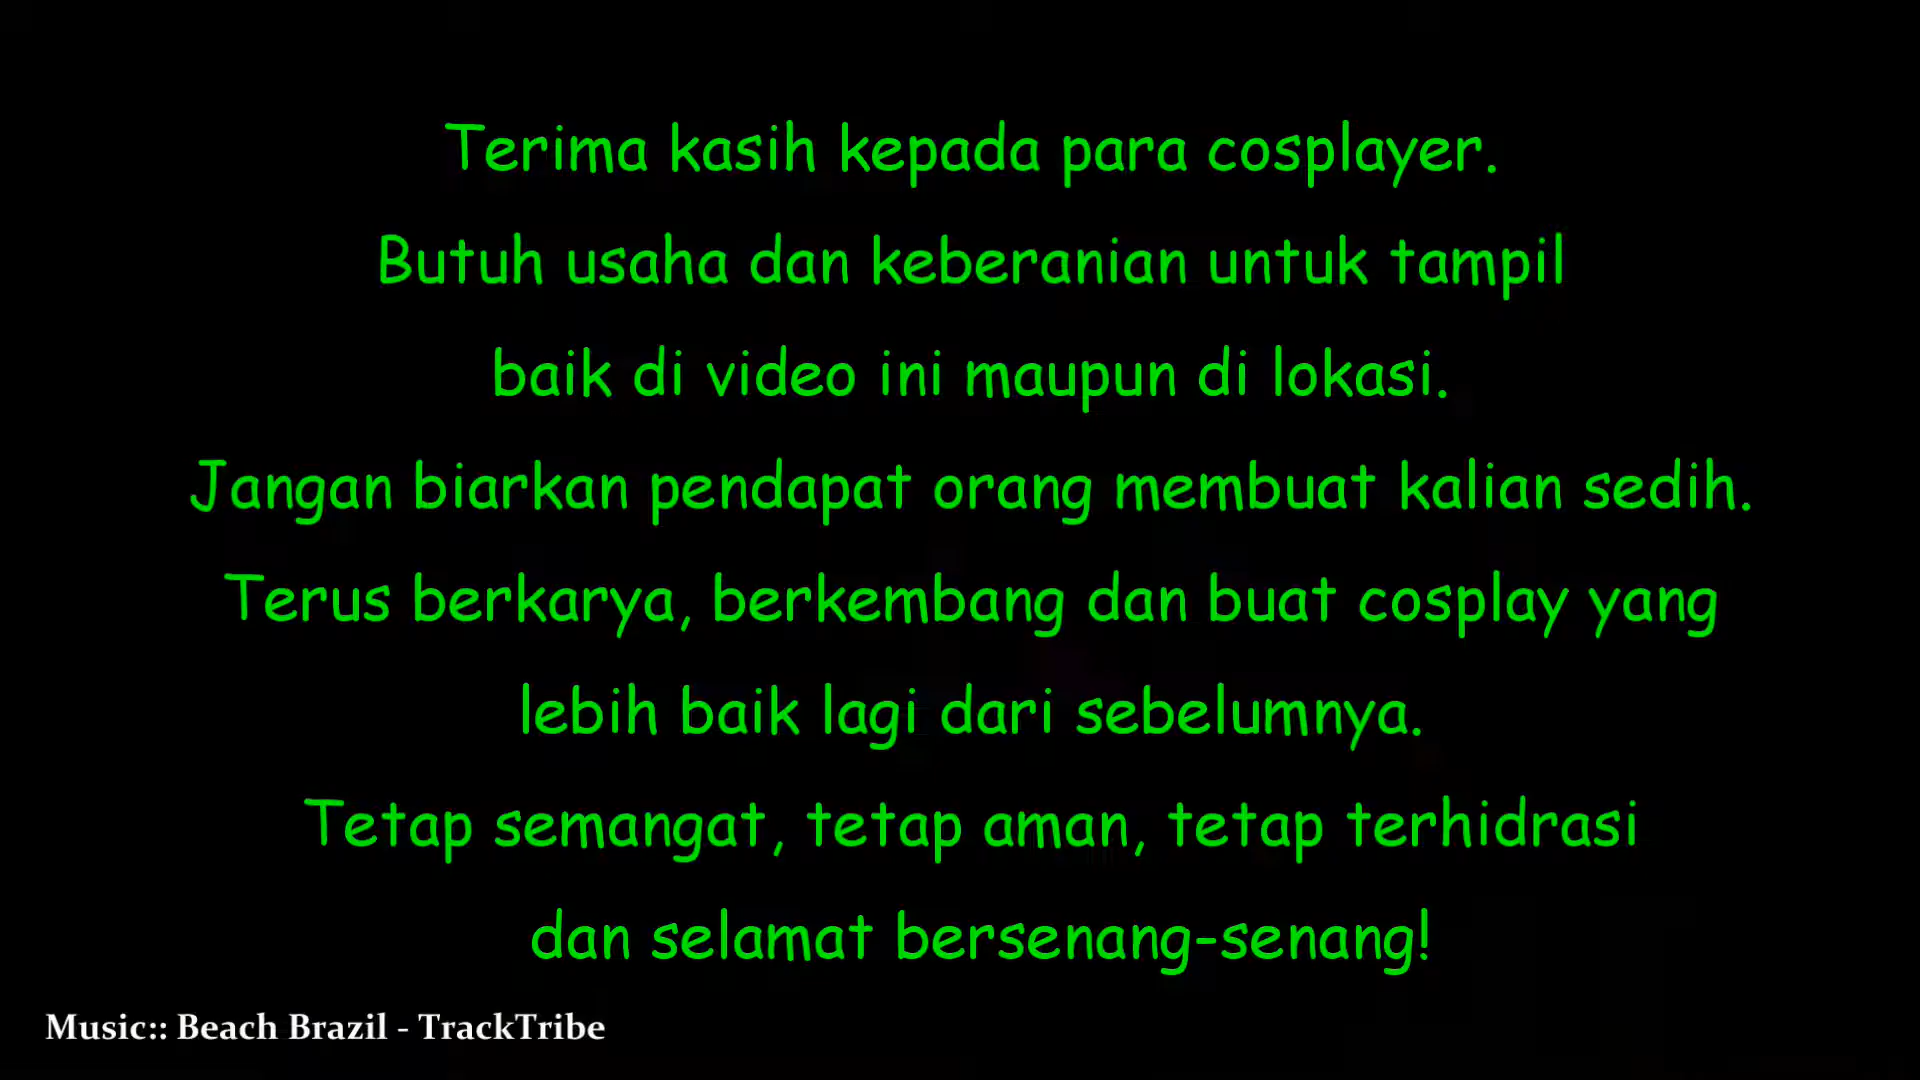 Terima kasih kepada para cosplayer.
Butuh usaha dan keberanian untuk tampil
baik di video ini maupun di lokasi.
Jangan biarkan pendapat orang membuat kalian sedih.
Terus berkarya, berkembang dan buat cosplay yang
lebih baik lagi dari sebelumnya.
Tetap semangat, tetap aman, tetap terhidrasi
dan selamat bersenang-senang!
Music:: Beach Brazil - TrackTribe